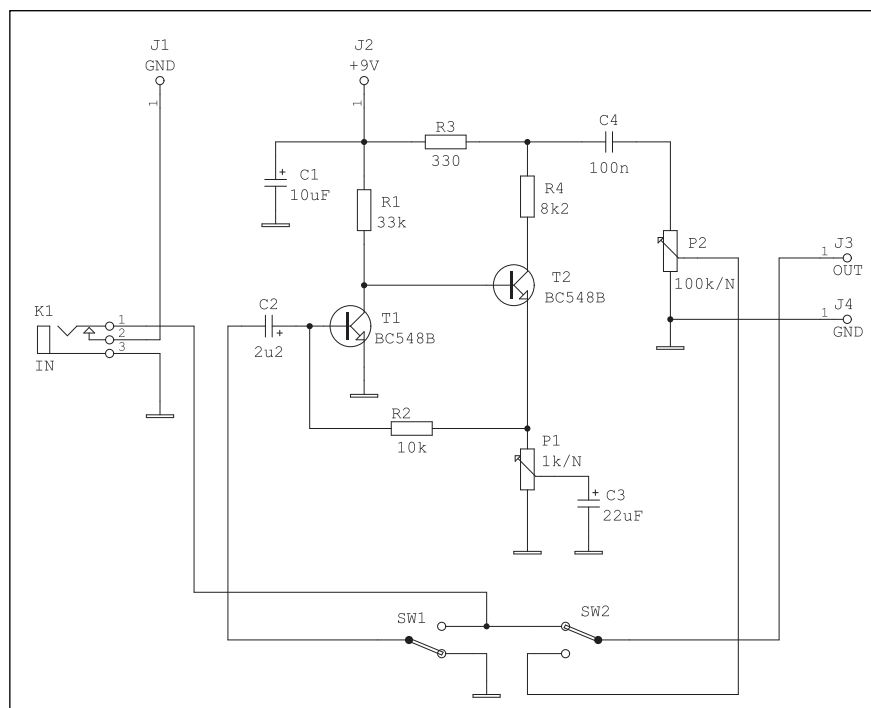 J1
GND
1
J2
+9V
1
R3
330
C4
100n
C1
+
10uF
R1
33k
R4
8k2
P2
100k/N
J3
1
OUT
T2
BC548B
C2
+
2u2
T1
BC548B
J4
1
GND
K1
1
2
3
IN
R2
10k
P1
1k/N
+
C3
22uF
SW1
SW2